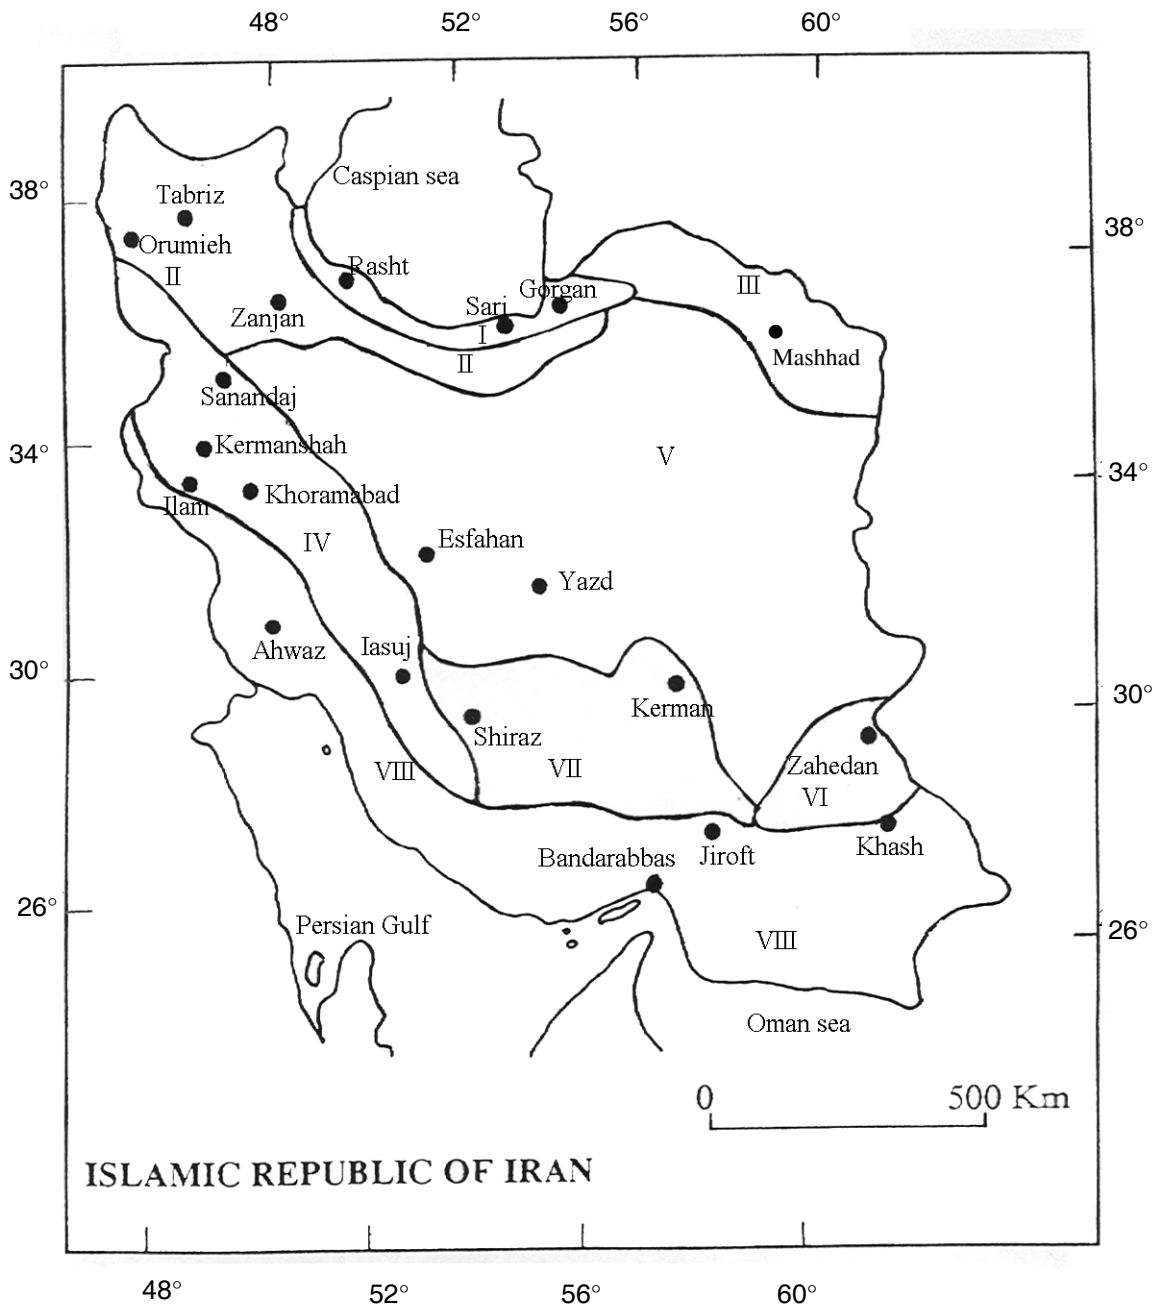 48° 52° 56° 60°
Caspian sea
38°
Tabriz
38°
Orumieh
Rasht
II
III
Gorgan
Sari
Zanjan
I
Mashhad
II
Sanandaj
34°
Kermanshah
V
34°
Khoramabad
Ilam
IV
Esfahan
Yazd
Iasuj
Ahwaz
30°
30°
Kerman
Shiraz
Zahedan
VIII
VII
VI
Khash
Bandarabbas
Jiroft
26°
Persian Gulf
26°
VIII
Oman sea
0 500 Km
ISLAMIC REPUBLIC OF IRAN
48° 52° 56° 60°